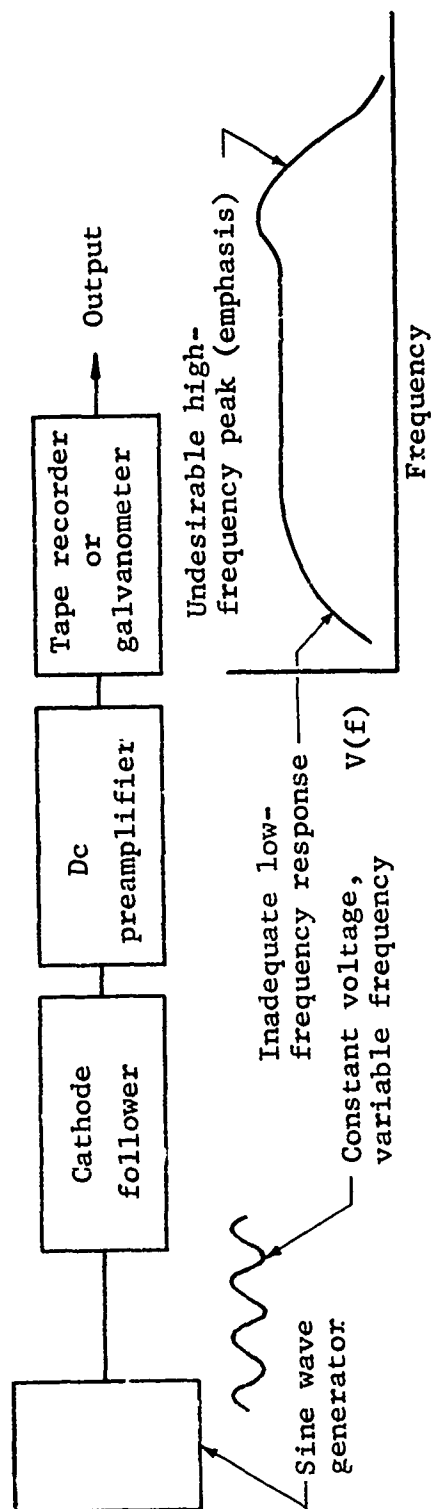 Sine wave
generator
Cathode
follower
Dc
preamplifier
Tape recorder
or
galvanometer
Output
Constant voltage,
variable frequency
Inadequate low-
frequency response
V(f)
Undesirable high-
frequency peak (emphasis)
Frequency